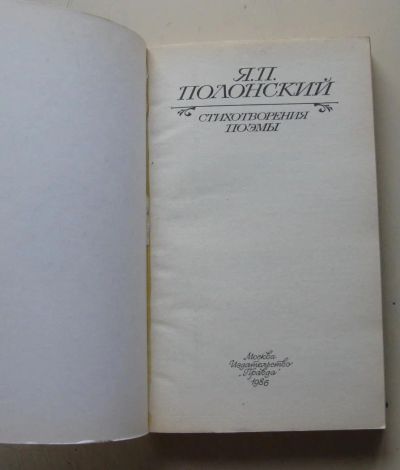 Я.П.
ПОЛОНСКИЙ
СТИХОТВОРЕНИЯ
ПОЭМЫ
Москва
Издательство
"Правда"
1986